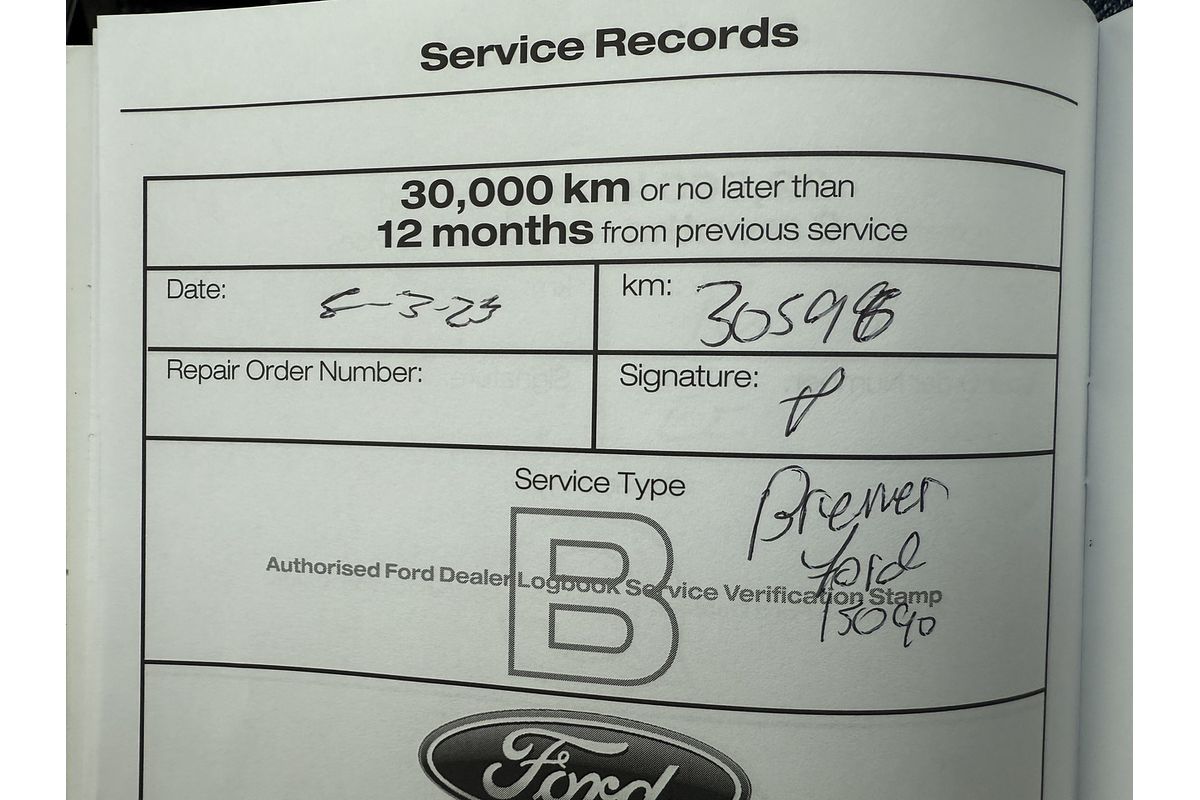 Service Records
30,000 km or no later than
12 months from previous service
Date: 8-3-23
km: 30598
Repair Order Number:
Signature:
Service Type
B
Bremer
Ford
15090
Authorised Ford Dealer Logbook Service Verification Stamp
Ford